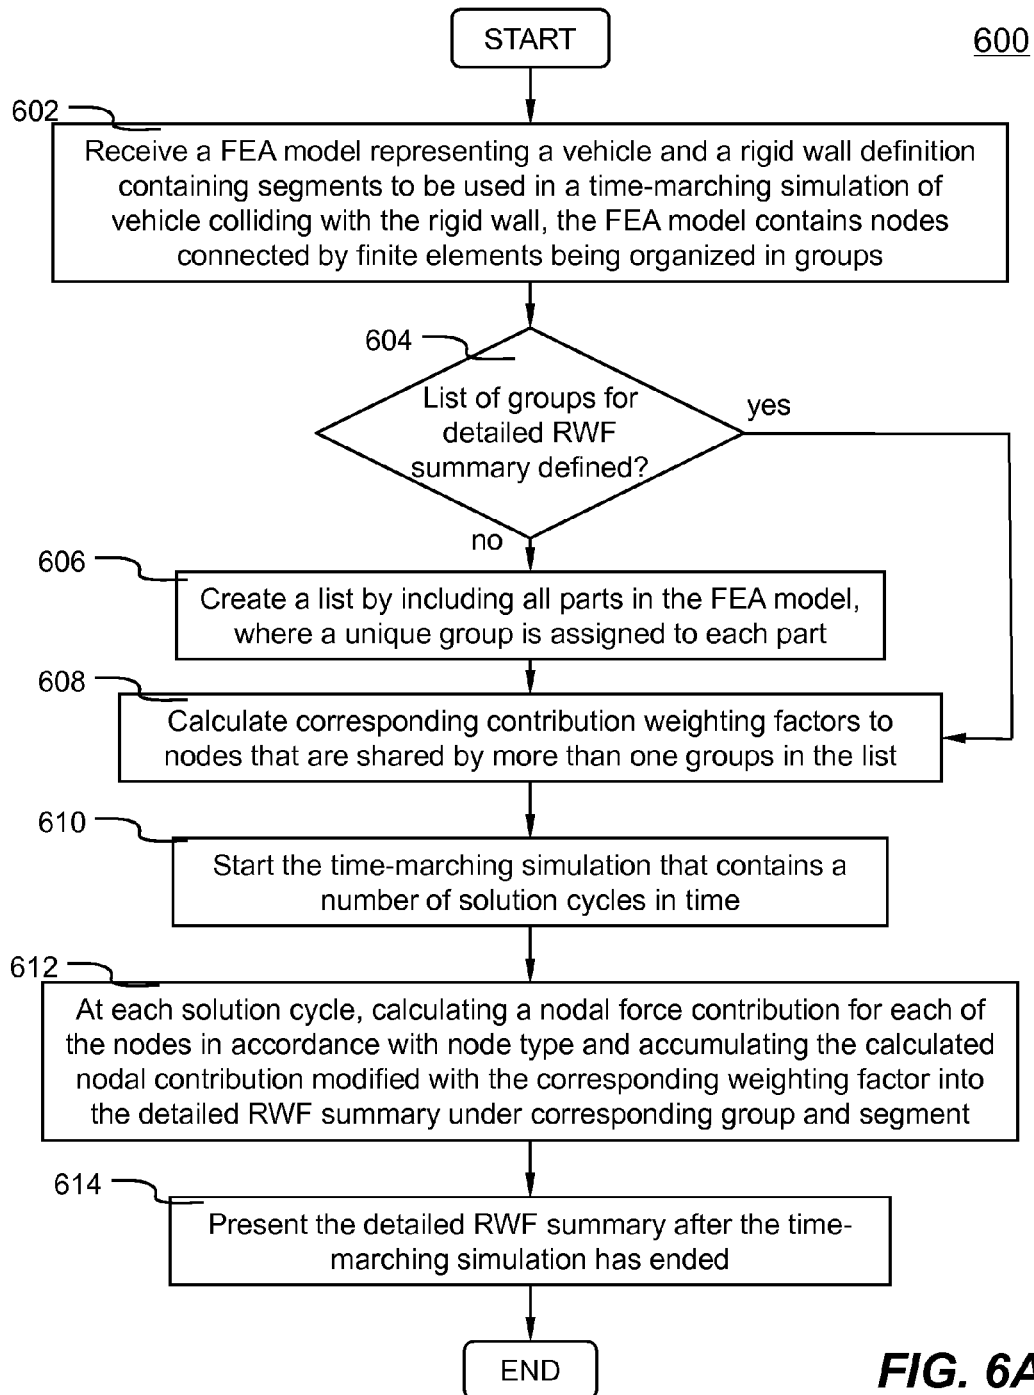 START
600
602
Receive a FEA model representing a vehicle and a rigid wall definition
containing segments to be used in a time-marching simulation of
vehicle colliding with the rigid wall, the FEA model contains nodes
connected by finite elements being organized in groups
604
List of groups for
detailed RWF
summary defined?
yes
no
606
Create a list by including all parts in the FEA model,
where a unique group is assigned to each part
608
Calculate corresponding contribution weighting factors to
nodes that are shared by more than one groups in the list
610
Start the time-marching simulation that contains a
number of solution cycles in time
612
At each solution cycle, calculating a nodal force contribution for each of
the nodes in accordance with node type and accumulating the calculated
nodal contribution modified with the corresponding weighting factor into
the detailed RWF summary under corresponding group and segment
614
Present the detailed RWF summary after the time-
marching simulation has ended
END
FIG. 6A